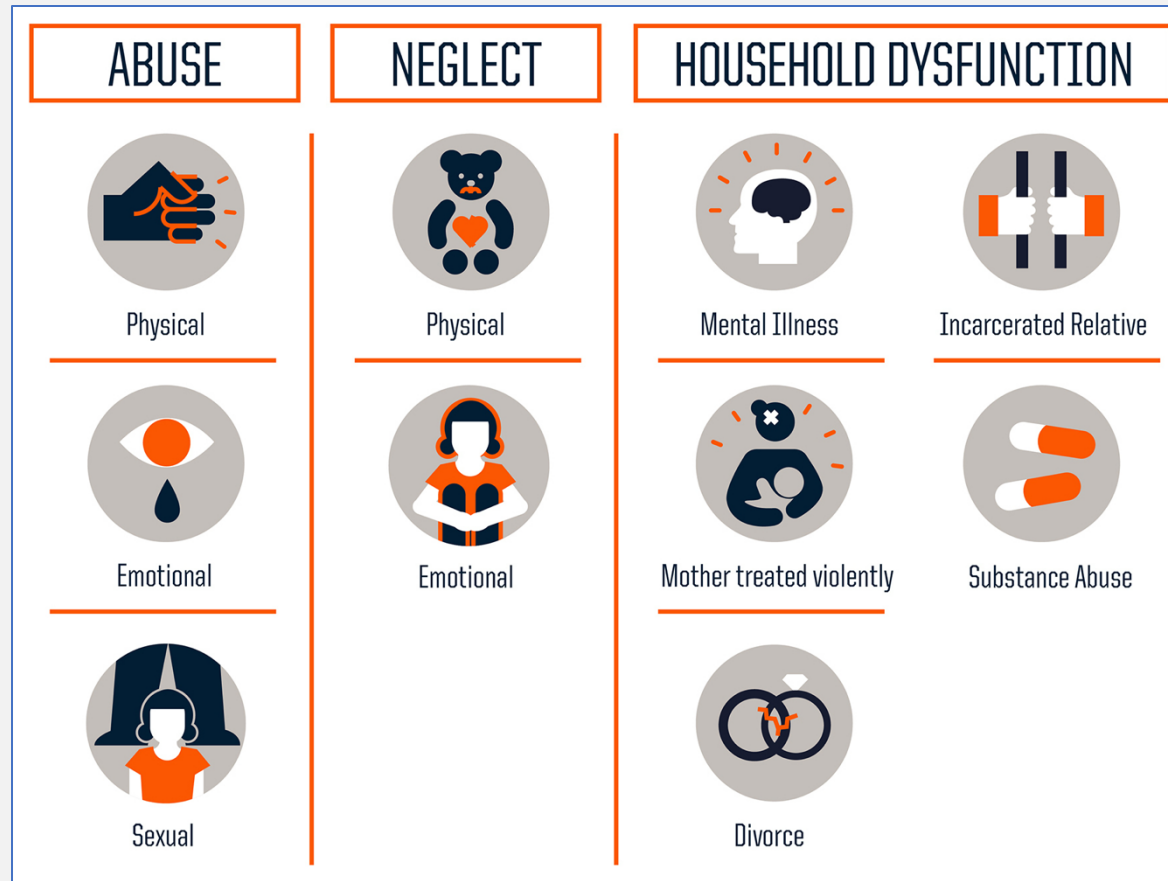 ABUSE
Physical
Emotional
Sexual
NEGLECT
Physical
Emotional
HOUSEHOLD DYSFUNCTION
Mental Illness
Incarcerated Relative
Mother treated violently
Substance Abuse
Divorce